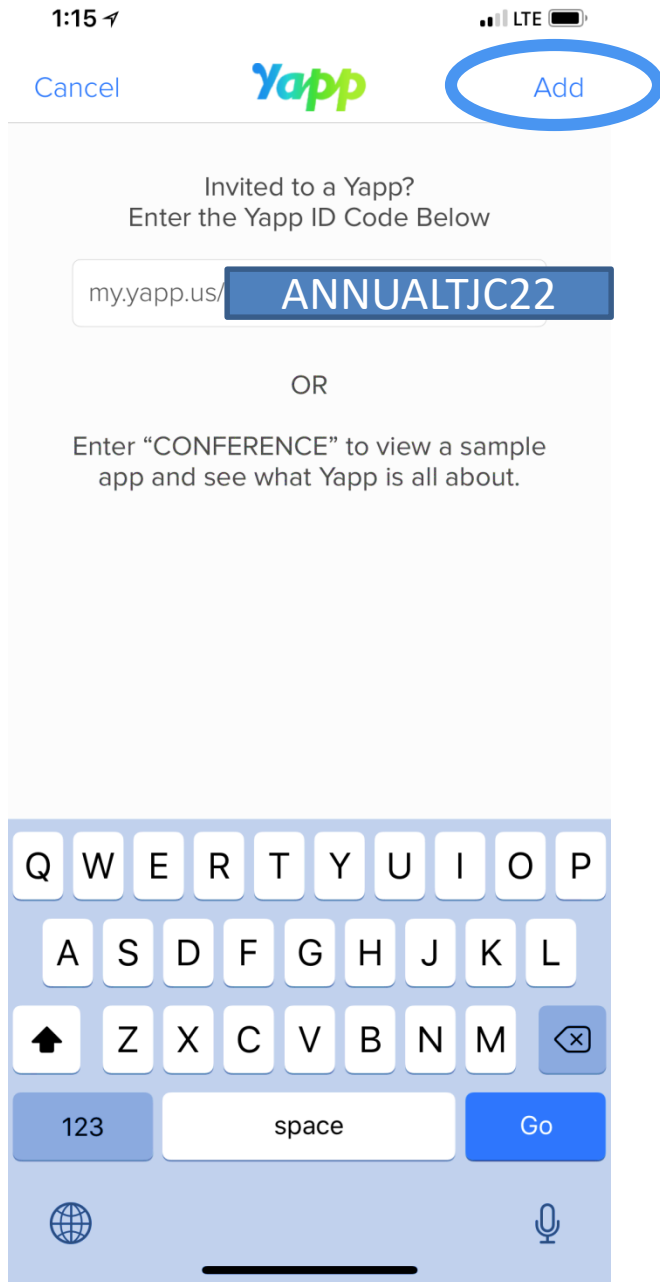 1:15 LTE
Cancel Yapp Add
Invited to a Yapp?
Enter the Yapp ID Code Below
my.yapp.us/ ANNUALTJC22
OR
Enter “CONFERENCE” to view a sample
app and see what Yapp is all about.
Q W E R T Y U I O P
A S D F G H J K L
Z X C V B N M
123 space Go